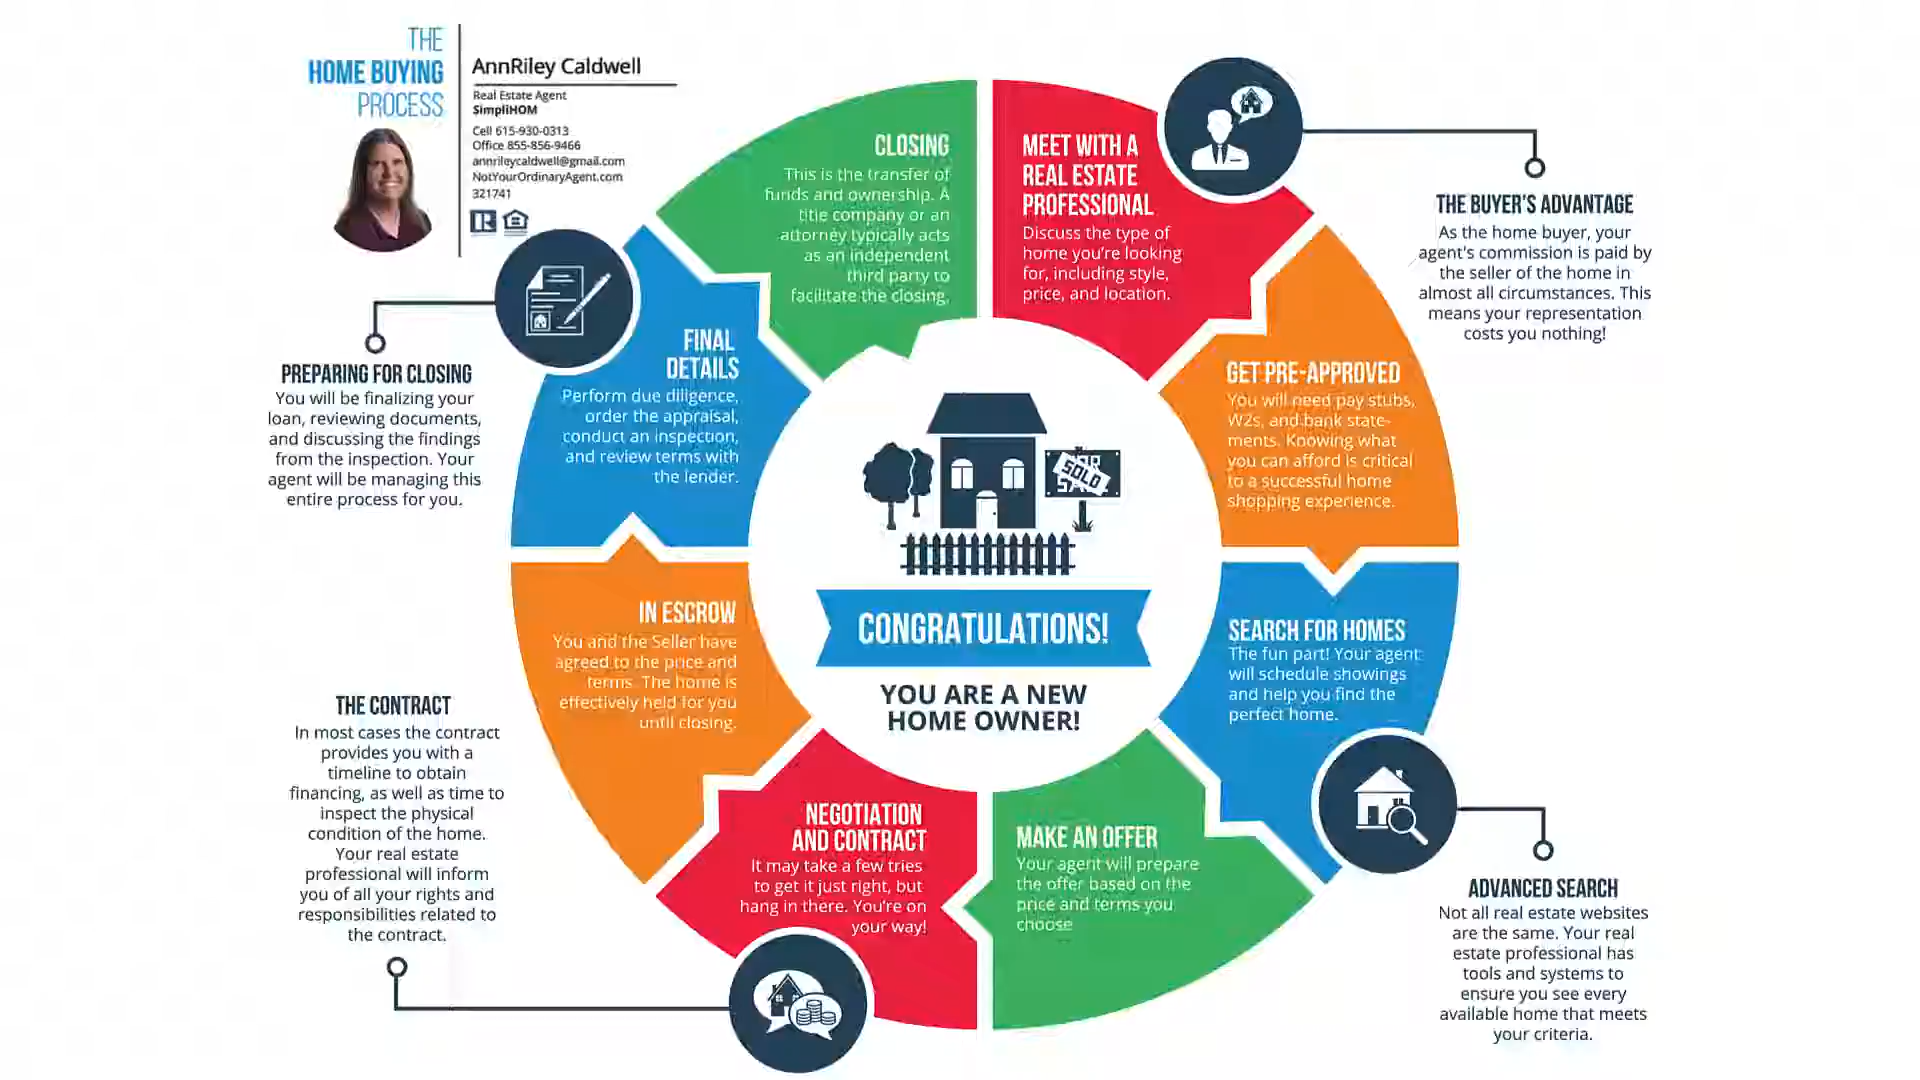 THE
HOME BUYING
PROCESS
AnnRiley Caldwell
Real Estate Agent
SimpliHOM
Cell 615-930-0313
Office 855-856-9466
annrileycaldwell@gmail.com
NotYourOrdinaryAgent.com
321741
MEET WITH A
REAL ESTATE
PROFESSIONAL
Discuss the type of
home you're looking
for, including style,
price, and location.
THE BUYER'S ADVANTAGE
As the home buyer, your
agent's commission is paid by
the seller of the home in
almost all circumstances. This
means your representation
costs you nothing!
GET PRE-APPROVED
You will need pay stubs,
W2s, and bank state-
ments. Knowing what
you can afford is critical
to a successful home
shopping experience.
SEARCH FOR HOMES
The fun part! Your agent
will schedule showings
and help you find the
perfect home.
ADVANCED SEARCH
Not all real estate websites
are the same. Your real
estate professional has
tools and systems to
ensure you see every
available home that meets
your criteria.
MAKE AN OFFER
Your agent will prepare
the offer based on the
price and terms you
choose
NEGOTIATION
AND CONTRACT
It may take a few tries
to get it just right, but
hang in there. You're on
your way!
THE CONTRACT
In most cases the contract
provides you with a
timeline to obtain
financing, as well as time to
inspect the physical
condition of the home.
Your real estate
professional will inform
you of all your rights and
responsibilities related to
the contract.
IN ESCROW
You and the Seller have
agreed to the price and
terms. The home is
effectively held for you
until closing.
FINAL
DETAILS
Perform due diligence,
order the appraisal,
conduct an inspection,
and review terms with
the lender.
PREPARING FOR CLOSING
You will be finalizing your
loan, reviewing documents,
and discussing the findings
from the inspection. Your
agent will be managing this
entire process for you.
CLOSING
This is the transfer of
funds and ownership. A
title company or an
attorney typically acts
as an independent
third party to
facilitate the closing.
SOLD
CONGRATULATIONS!
YOU ARE A NEW
HOME OWNER!